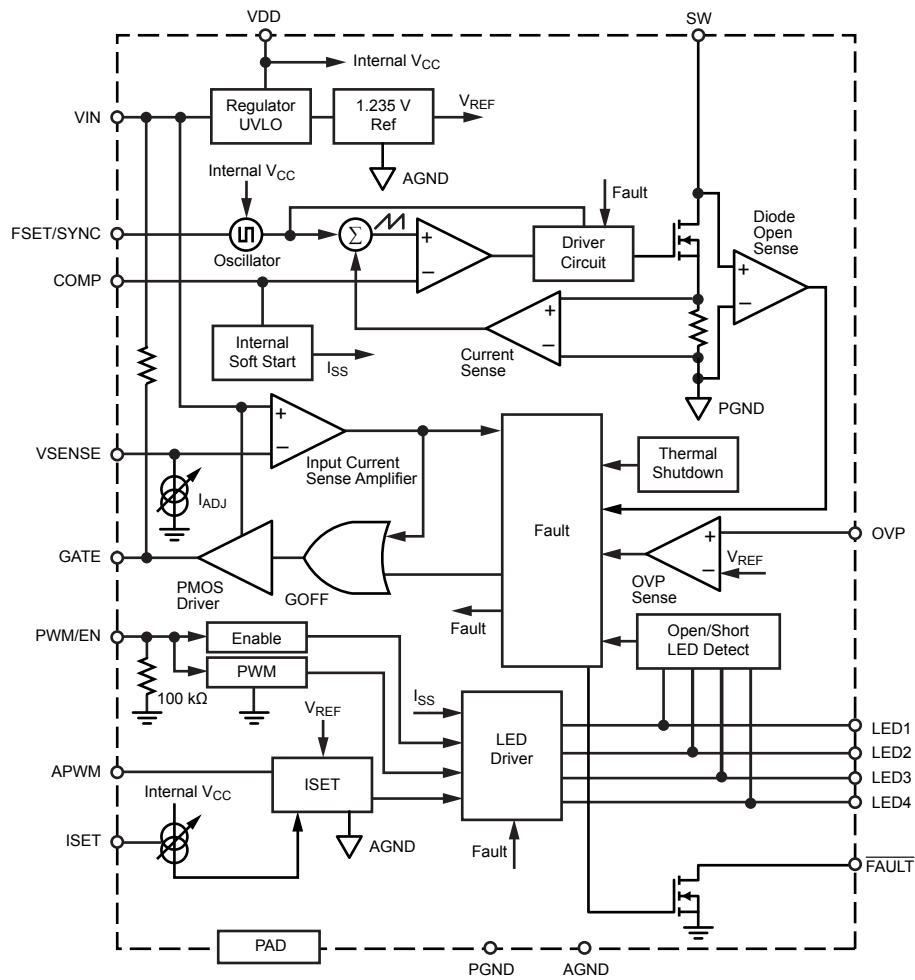 VDD
SW
Internal VCC
VIN
Regulator
UVLO
1.235 V
Ref
VREF
AGND
Internal VCC
Fault
FSET/SYNC
Oscillator
Σ
+
−
Driver
Circuit
Diode
Open
Sense
+
−
COMP
Internal
Soft Start
ISS
Current
Sense
+
−
PGND
VSENSE
+
−
Input Current
Sense Amplifier
IADJ
Fault
Thermal
Shutdown
GATE
PMOS
Driver
GOFF
Fault
OVP
Sense
+
−
VREF
OVP
PWM/EN
Enable
PWM
100 kΩ
Open/Short
LED Detect
ISS
VREF
LED
Driver
LED1
LED2
LED3
LED4
APWM
ISET
AGND
Internal VCC
ISET
Fault
FAULT
PAD
PGND
AGND